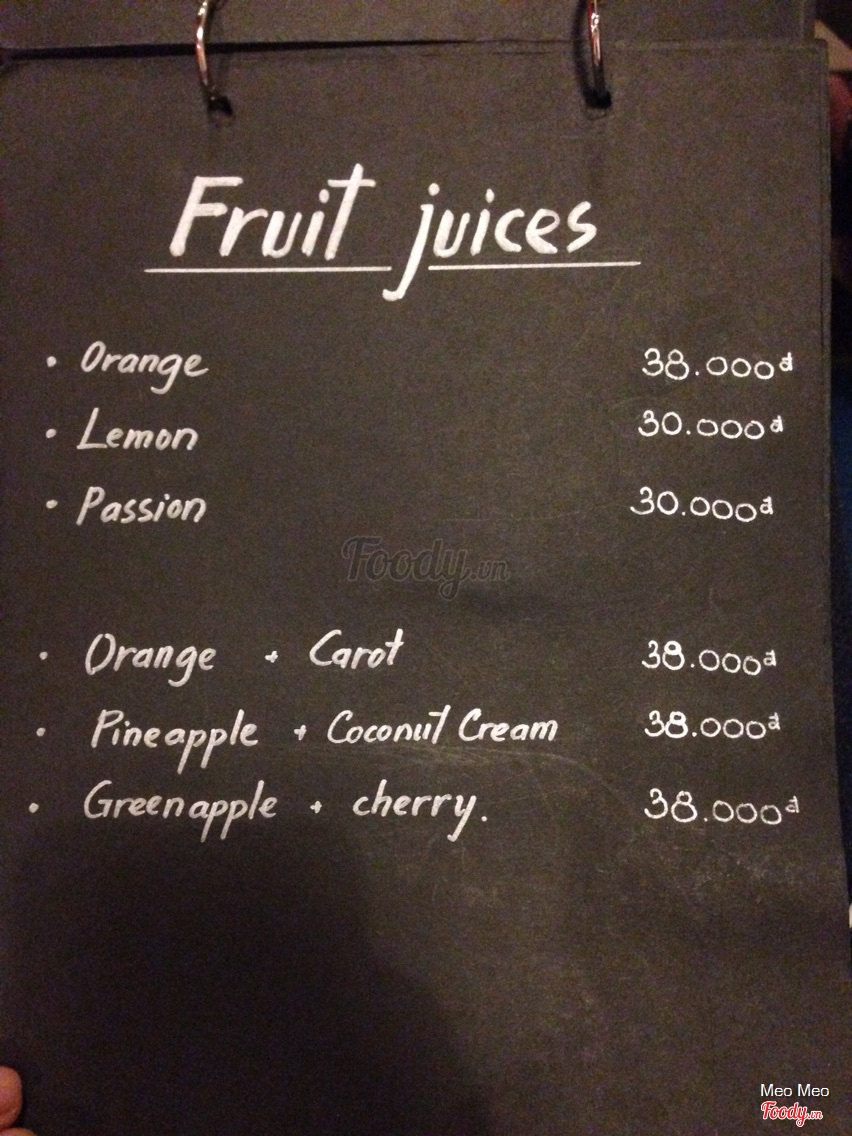 Fruit juices
• Orange 38.000đ
• Lemon 30.000đ
• Passion 30.000đ
Foody.vn
• Orange + Carot 38.000đ
• Pineapple + Coconut Cream 38.000đ
• Greenapple + cherry. 38.000đ
Meo Meo
Foody.vn